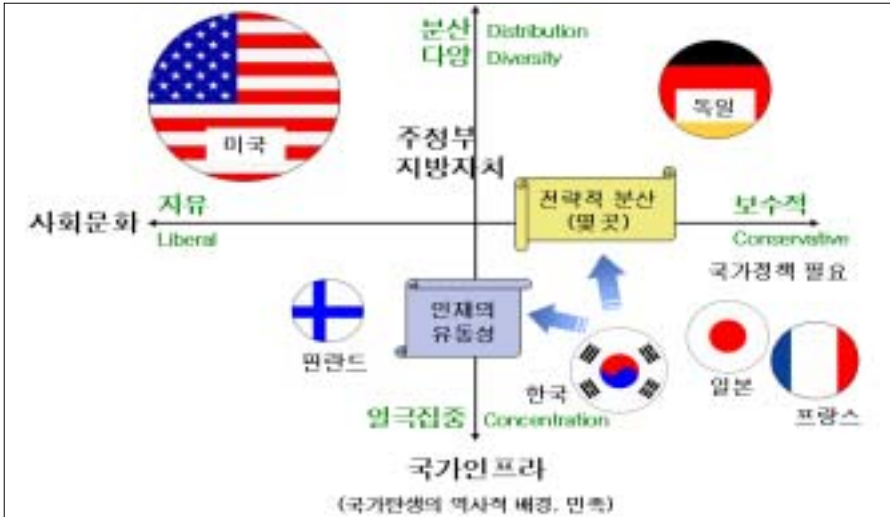 분산 Distribution
다양 Diversity
미국
독일
주정부
지방자치
전략적 분산
(몇 곳)
사회문화
자유
Liberal
보수적
Conservative
국가정책 필요
인재의
유동성
핀란드
한국
일본
프랑스
일극집중 Concentration
국가인프라
(국가탄생의 역사적 배경, 민족)